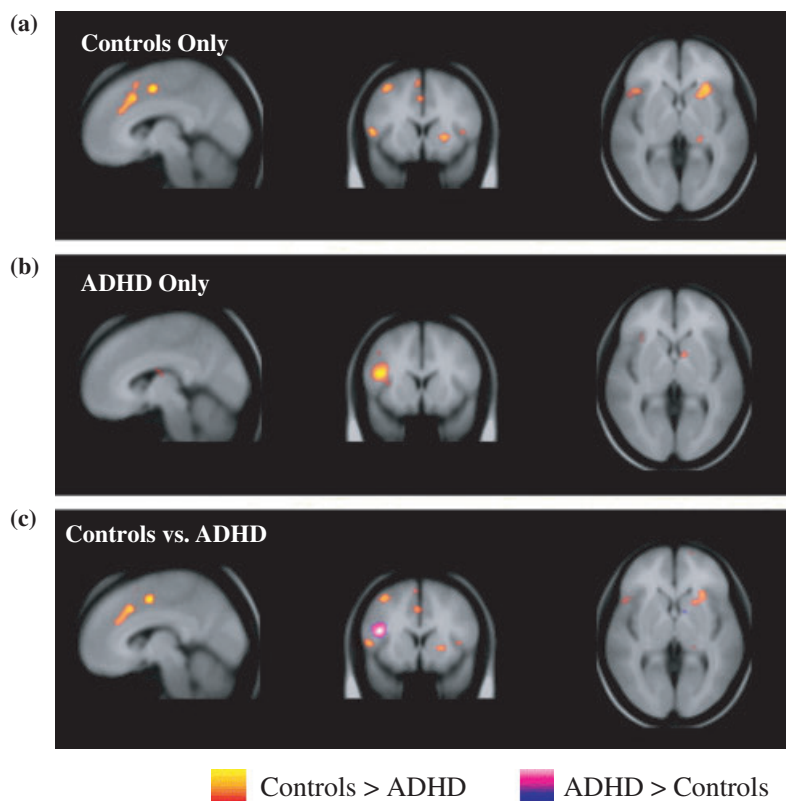 (a)
Controls Only
(b)
ADHD Only
(c)
Controls vs. ADHD
Controls > ADHD
ADHD > Controls